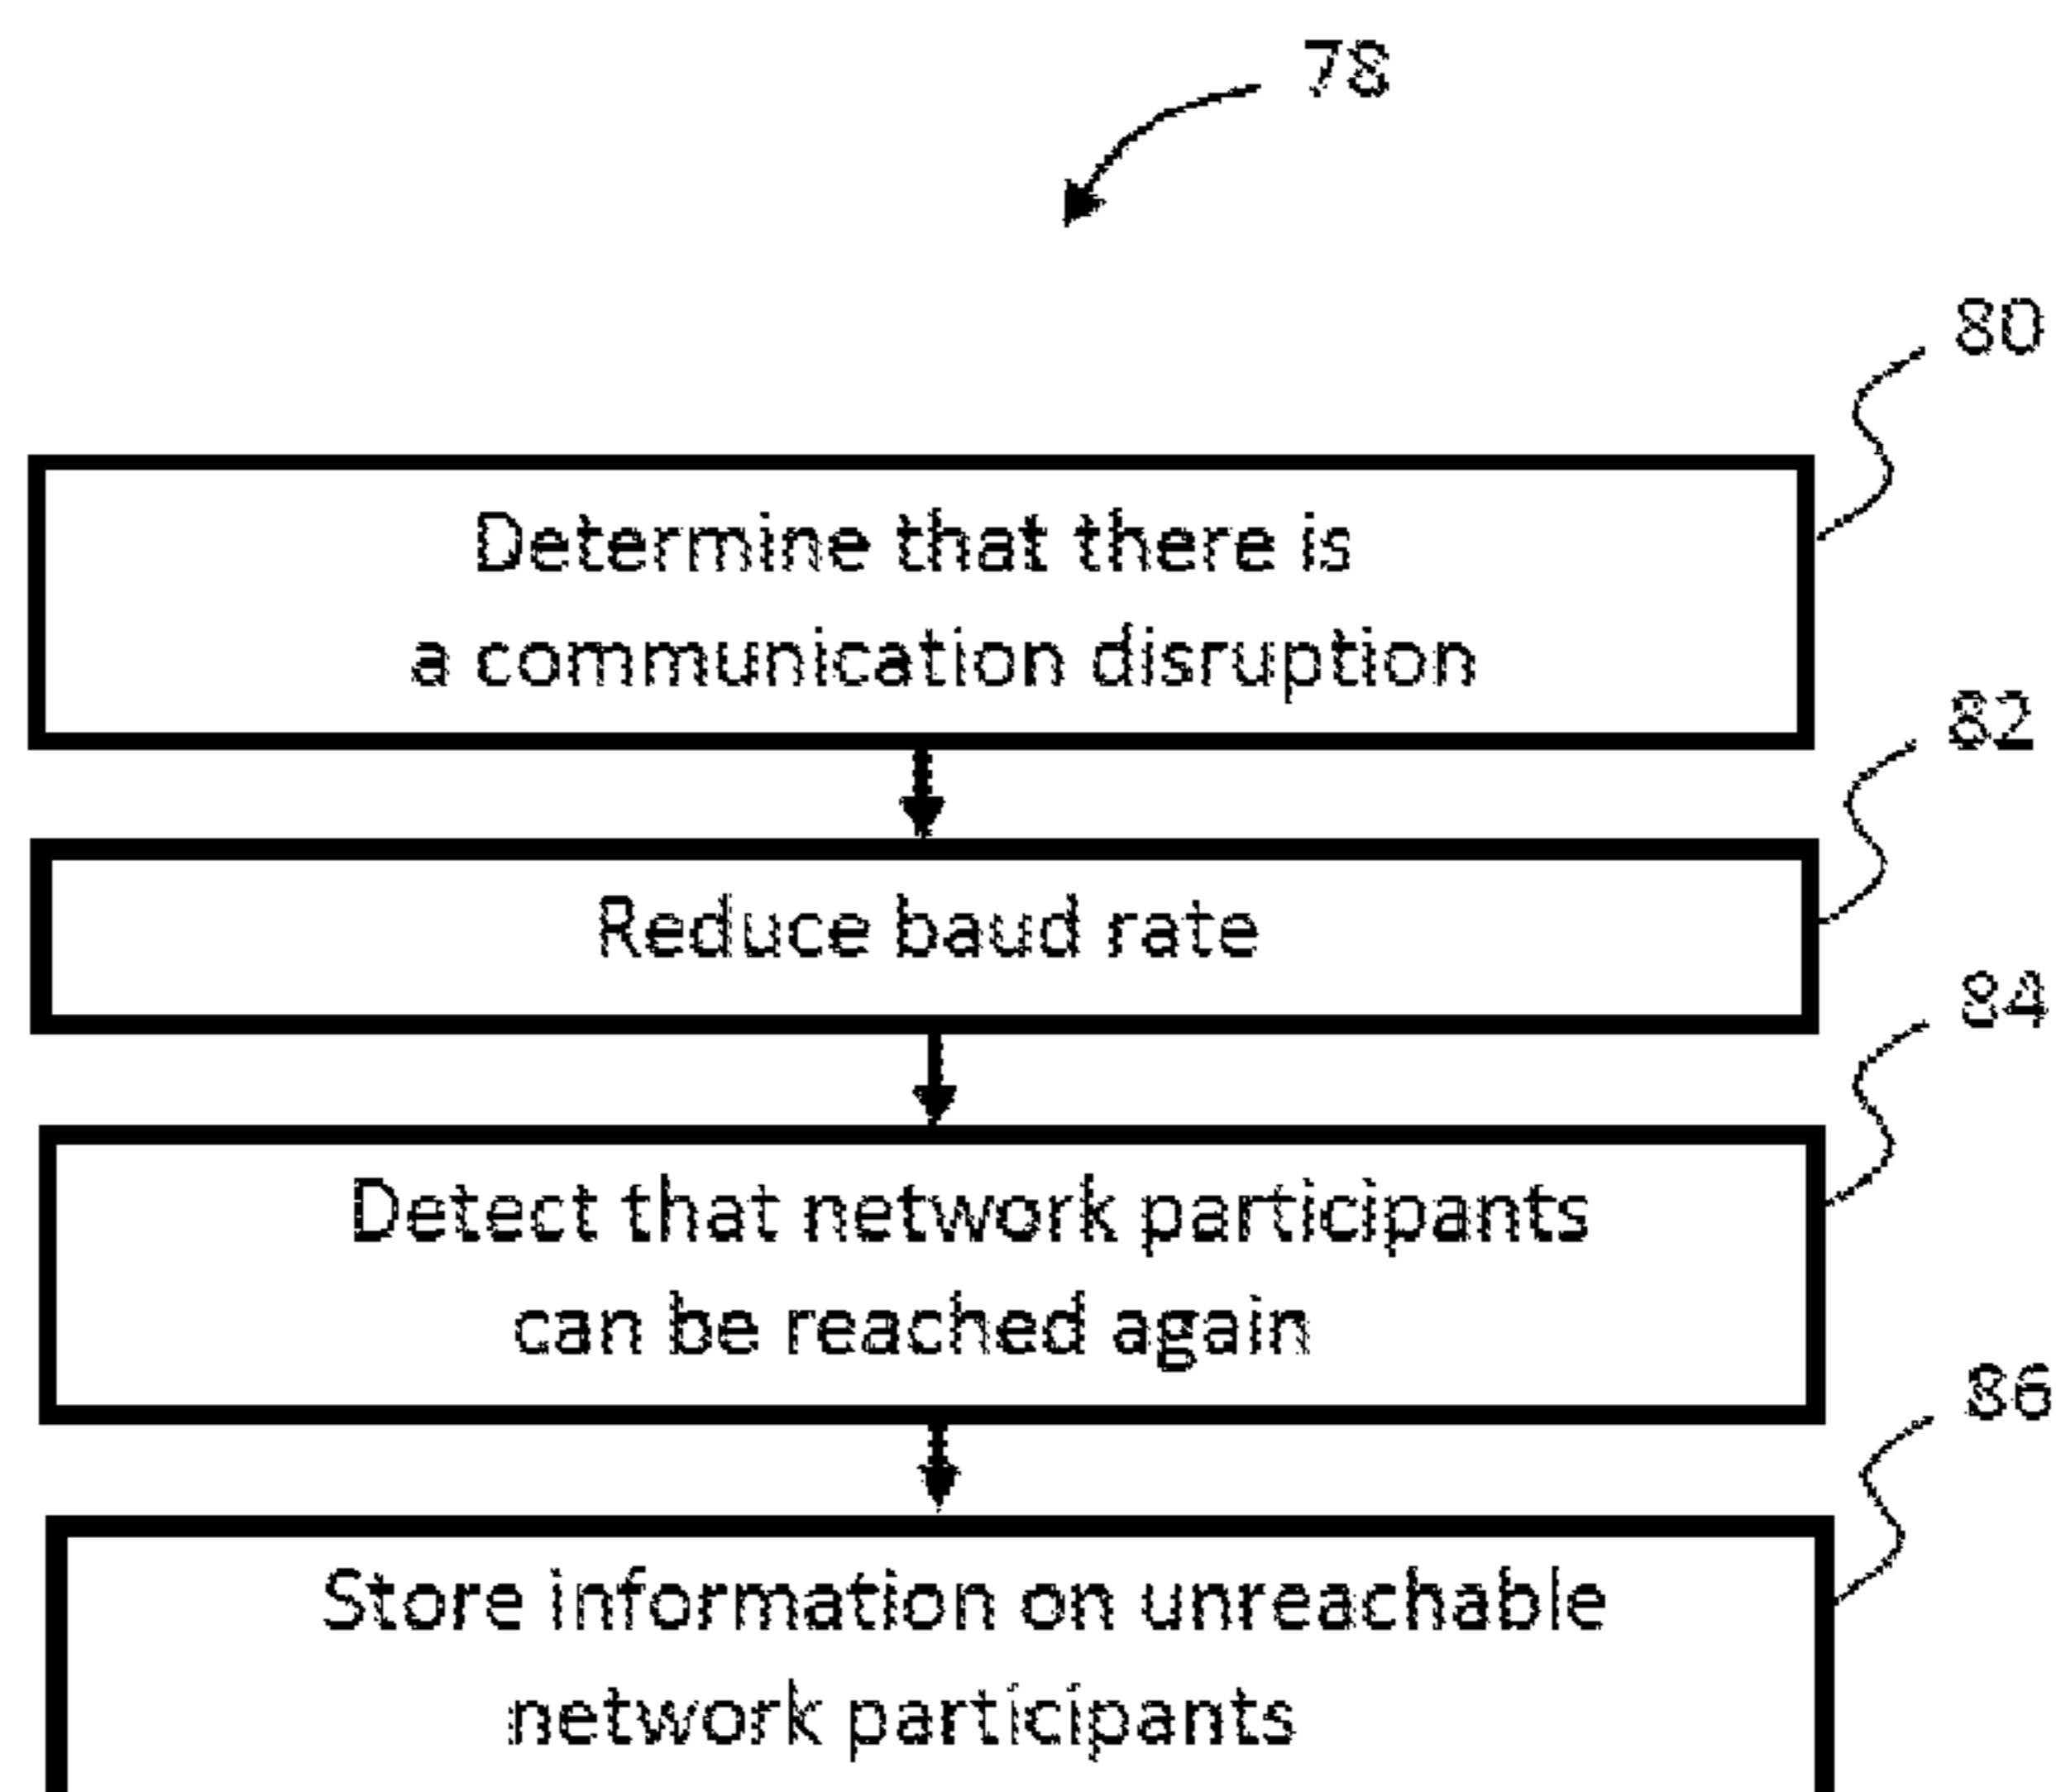 78
80
Determine that there is
a communication disruption
82
Reduce baud rate
84
Detect that network participants
can be reached again
86
Store information on unreachable
network participants